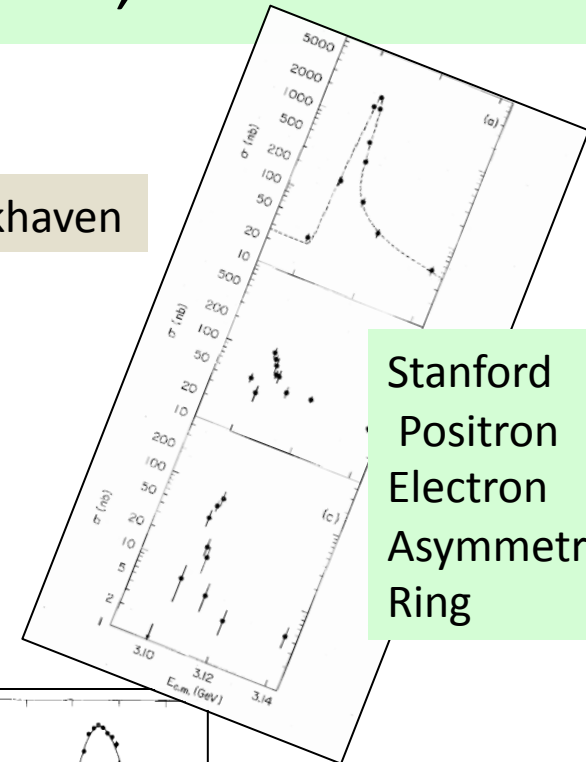 5000
2000
1000
500
200
100
50
20
10
σ (nb)
(a)
khaven
500
200
100
50
20
10
σ (nb)
Stanford
Positron
Electron
Asymmetr
Ring
200
100
50
20
10
5
2
1
σ (nb)
(c)
3.10
3.12
3.14
E c.m. (GeV)